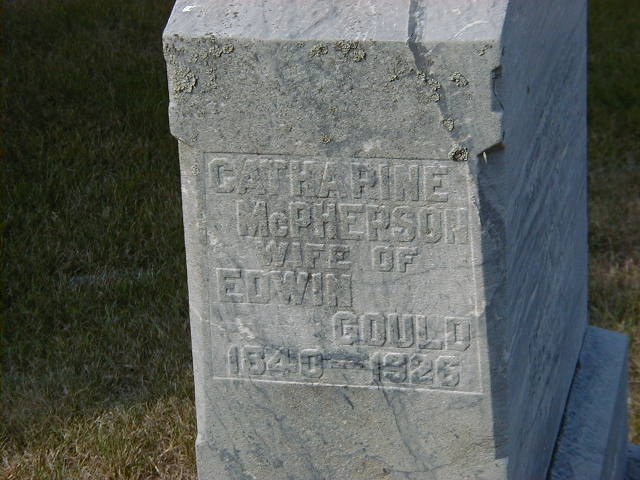 CATHARINE
McPHERSON
WIFE OF
EDWIN
GOULD
1840–1926